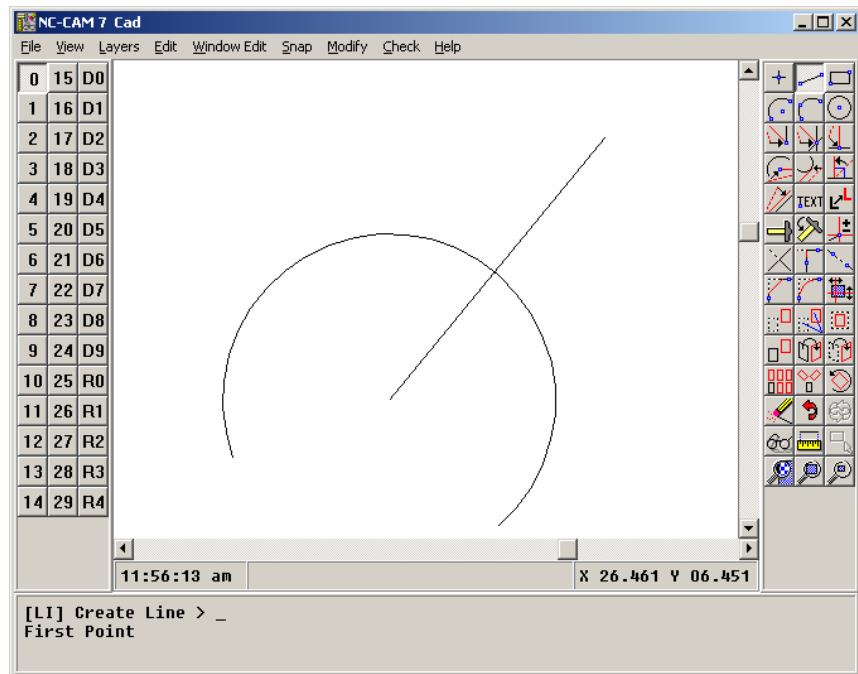 NC-CAM 7 Cad
File View Layers Edit Window Edit Snap Modify Check Help
0 15 D0
1 16 D1
2 17 D2
3 18 D3
4 19 D4
5 20 D5
6 21 D6
7 22 D7
8 23 D8
9 24 D9
10 25 R0
11 26 R1
12 27 R2
13 28 R3
14 29 R4
TEXT
11:56:13 am
X 26.461 Y 06.451
[LI] Create Line > _
First Point